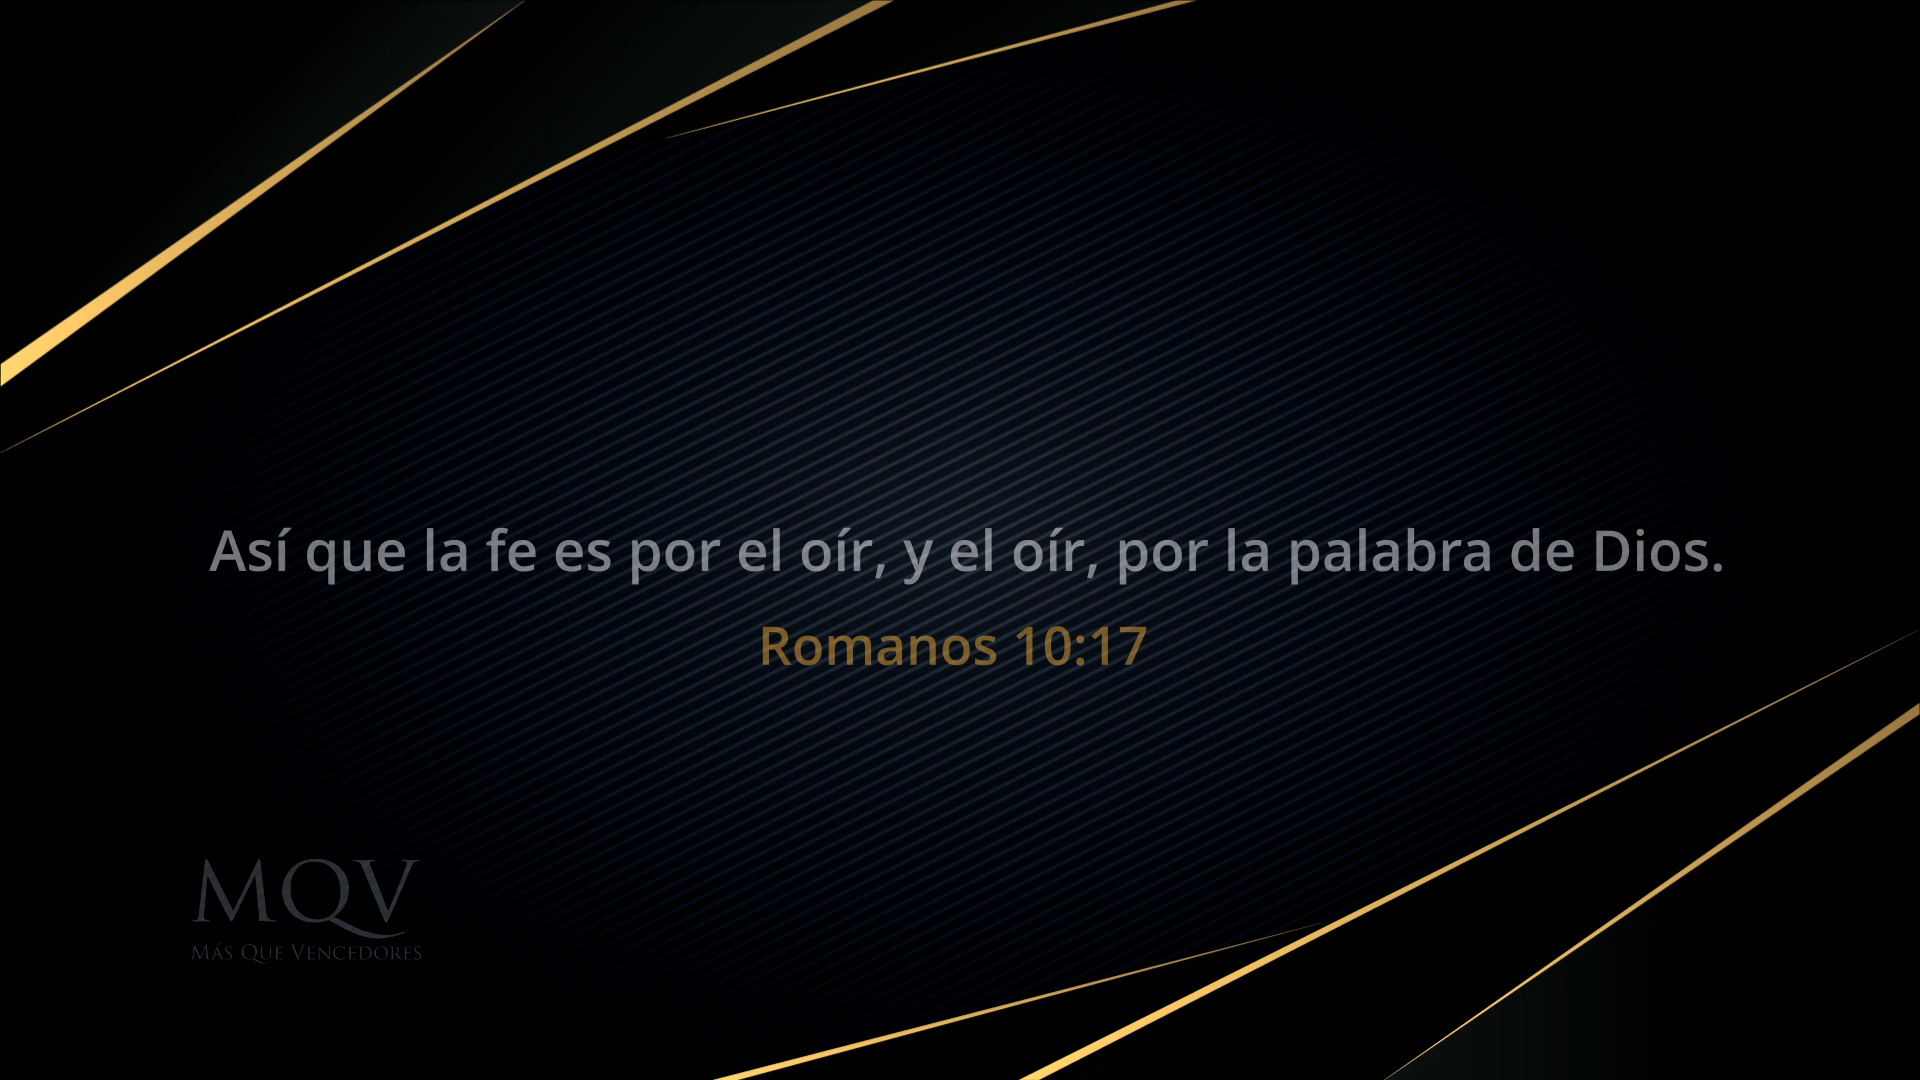 Así que la fe es por el oír, y el oír, por la palabra de Dios.
Romanos 10:17
MQV
MÁS QUE VENCEDORES